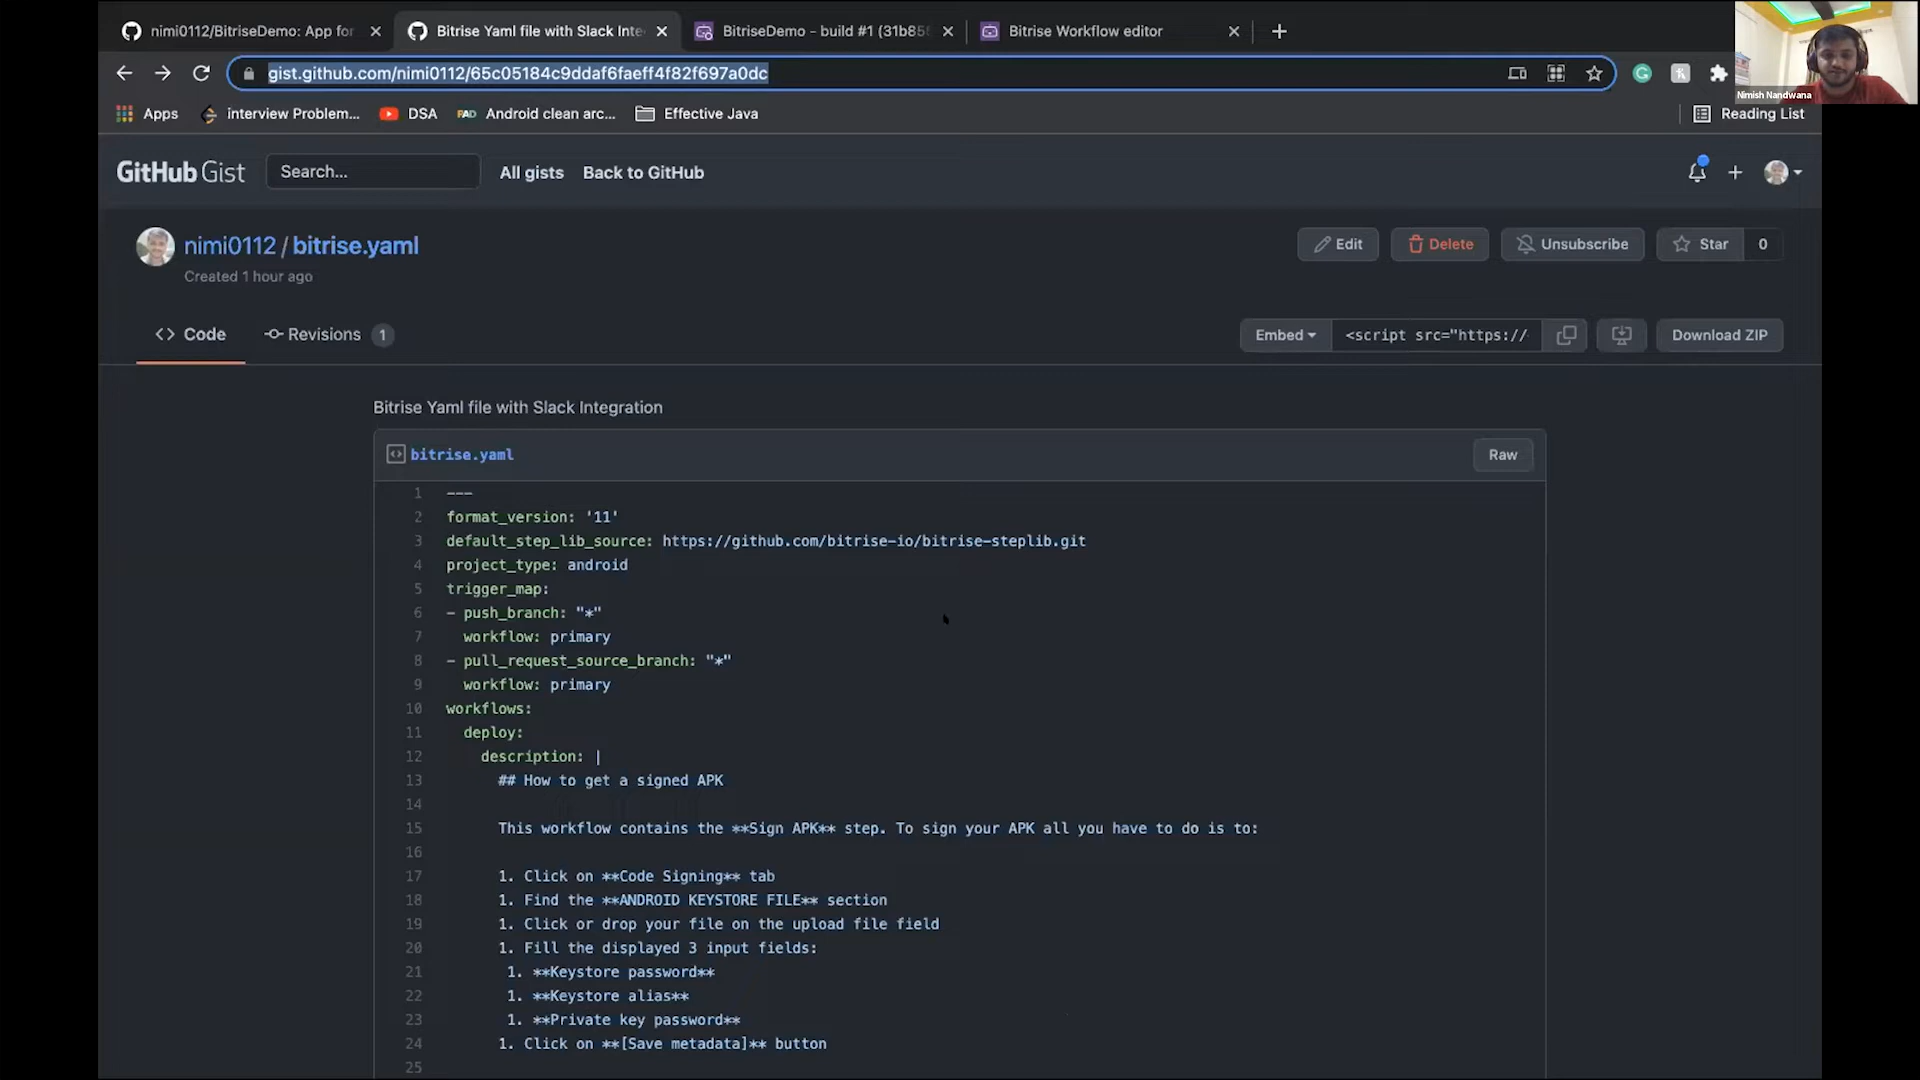 nimi0112/BitriseDemo: App for
Bitrise Yaml file with Slack Inte
BitriseDemo - build #1 (31b85
Bitrise Workflow editor
gist.github.com/nimi0112/65c05184c9ddaf6faeff4f82f697a0dc
Nimish Nandwana
Apps
interview Problem...
DSA
Android clean arc...
Effective Java
Reading List
GitHub Gist
Search...
All gists
Back to GitHub
nimi0112 / bitrise.yaml
Created 1 hour ago
Edit
Delete
Unsubscribe
Star
0
Code
Revisions 1
Embed
<script src="https://
Download ZIP
Bitrise Yaml file with Slack Integration
bitrise.yaml
Raw
1 ---
2 format_version: '11'
3 default_step_lib_source: https://github.com/bitrise-io/bitrise-steplib.git
4 project_type: android
5 trigger_map:
6 - push_branch: "*"
7 workflow: primary
8 - pull_request_source_branch: "*"
9 workflow: primary
10 workflows:
11 deploy:
12 description: |
13 ## How to get a signed APK
14
15 This workflow contains the **Sign APK** step. To sign your APK all you have to do is to:
16
17 1. Click on **Code Signing** tab
18 1. Find the **ANDROID KEYSTORE FILE** section
19 1. Click or drop your file on the upload file field
20 1. Fill the displayed 3 input fields:
21 1. **Keystore password**
22 1. **Keystore alias**
23 1. **Private key password**
24 1. Click on **[Save metadata]** button
25